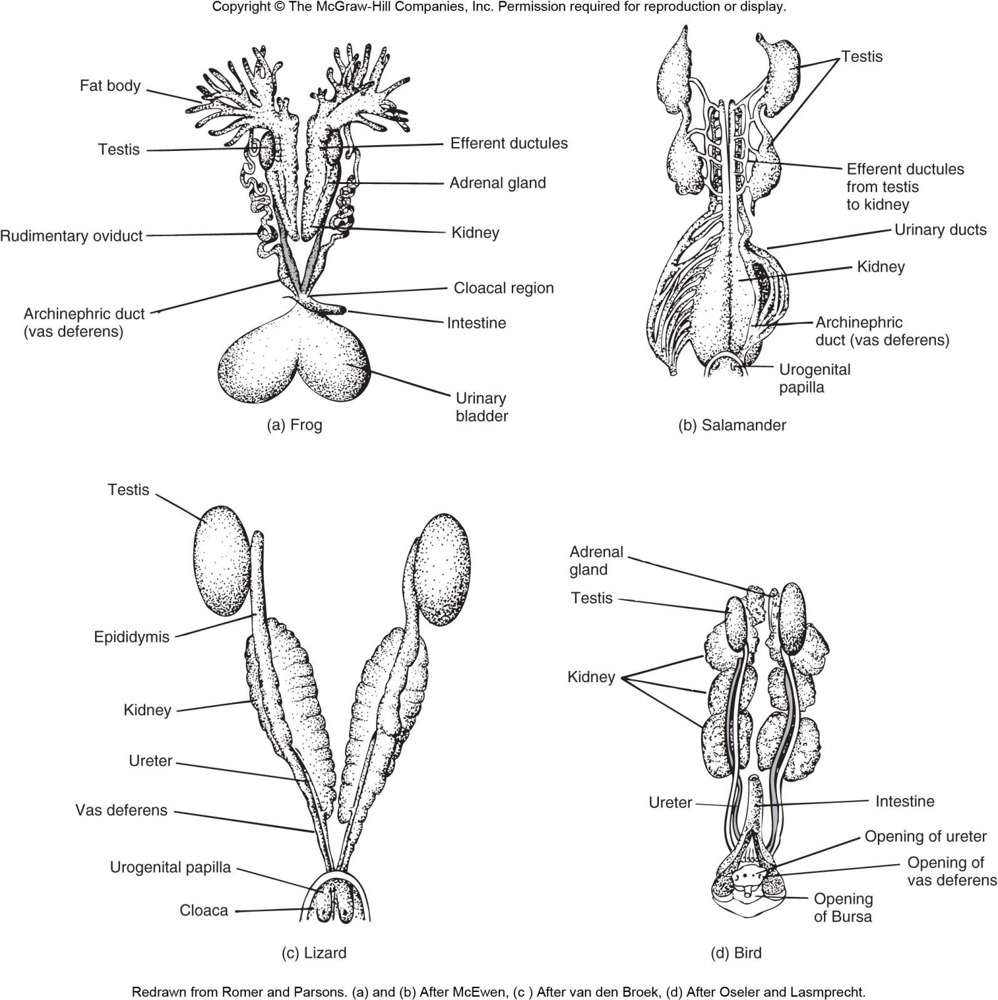 Copyright © The McGraw-Hill Companies, Inc. Permission required for reproduction or display.
Fat body
Testis
Rudimentary oviduct
Archinephric duct
(vas deferens)
Efferent ductules
Adrenal gland
Kidney
Cloacal region
Intestine
Urinary
bladder
(a) Frog
Testis
Efferent ductules
from testis
to kidney
Urinary ducts
Kidney
Archinephric
duct (vas deferens)
Urogenital
papilla
(b) Salamander
Testis
Epididymis
Kidney
Ureter
Vas deferens
Urogenital papilla
Cloaca
(c) Lizard
Adrenal
gland
Testis
Kidney
Ureter
Intestine
Opening of ureter
Opening of
vas deferens
Opening
of Bursa
(d) Bird
Redrawn from Romer and Parsons. (a) and (b) After McEwen, (c ) After van den Broek, (d) After Oseler and Lasmprecht.